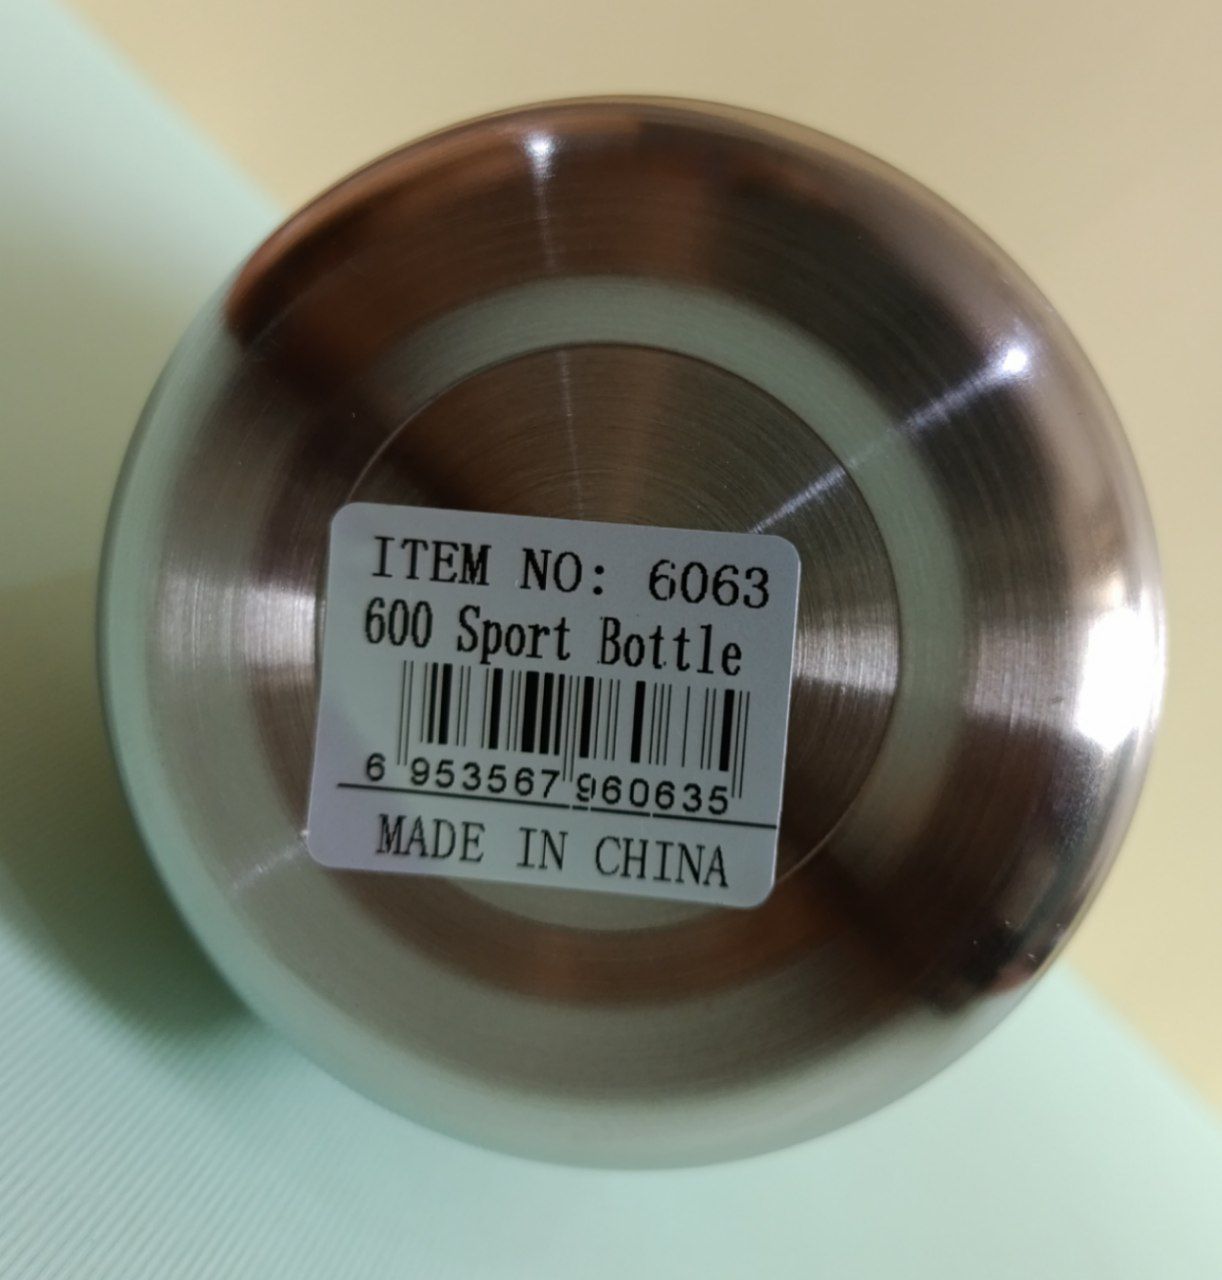 ITEM NO: 6063
600 Sport Bottle
6 953567 960635
MADE IN CHINA